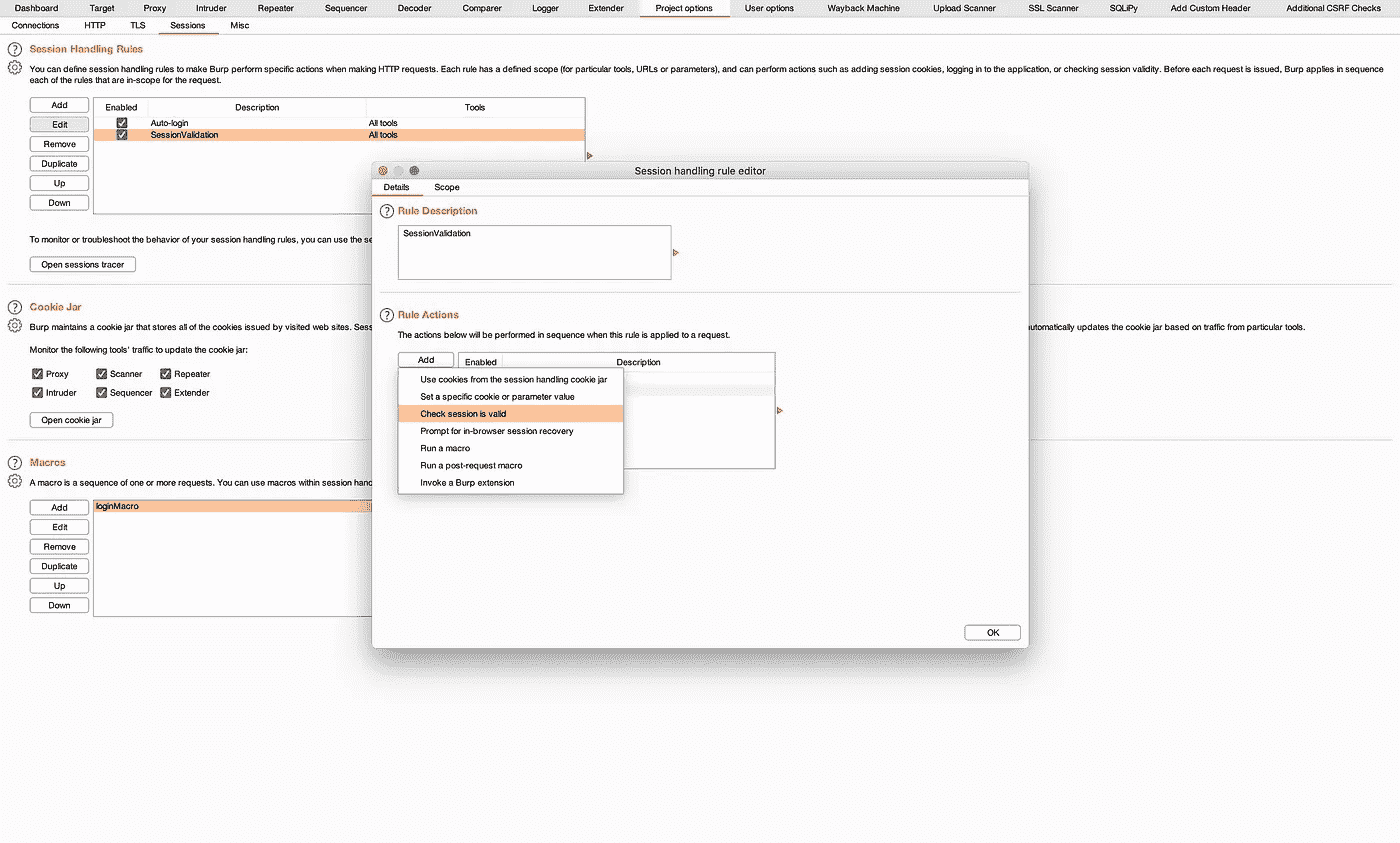 Dashboard Target Proxy Intruder Repeater Sequencer Decoder Comparer Logger Extender Project options User options Wayback Machine Upload Scanner SSL Scanner SQLiPy Add Custom Header Additional CSRF Checks
Connections HTTP TLS Sessions Misc
? Session Handling Rules
You can define session handling rules to make Burp perform specific actions when making HTTP requests. Each rule has a defined scope (for particular tools, URLs or parameters), and can perform actions such as adding session cookies, logging in to the application, or checking session validity. Before each request is issued, Burp applies in sequence
each of the rules that are in-scope for the request.
Add
Edit
Remove
Duplicate
Up
Down
Enabled Description Tools
Auto-login All tools
SessionValidation All tools
To monitor or troubleshoot the behavior of your session handling rules, you can use the se
Open sessions tracer
? Cookie Jar
Burp maintains a cookie jar that stores all of the cookies issued by visited web sites. Sess
utomatically updates the cookie jar based on traffic from particular tools.
Monitor the following tools' traffic to update the cookie jar:
Proxy Scanner Repeater
Intruder Sequencer Extender
Open cookie jar
? Macros
A macro is a sequence of one or more requests. You can use macros within session hand
Add
Edit
Remove
Duplicate
Up
Down
loginMacro
Session handling rule editor
Details Scope
? Rule Description
SessionValidation
? Rule Actions
The actions below will be performed in sequence when this rule is applied to a request.
Add
Enabled Description
Use cookies from the session handling cookie jar
Set a specific cookie or parameter value
Check session is valid
Prompt for in-browser session recovery
Run a macro
Run a post-request macro
Invoke a Burp extension
OK